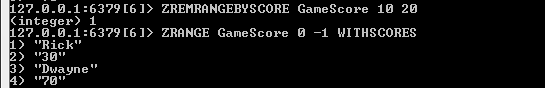 127.0.0.1:6379[6]> ZREMRANGEBYSCORE GameScore 10 20
(integer) 1
127.0.0.1:6379[6]> ZRANGE GameScore 0 -1 WITHSCORES
1) "Rick"
2) "30"
3) "Dwayne"
4) "70"